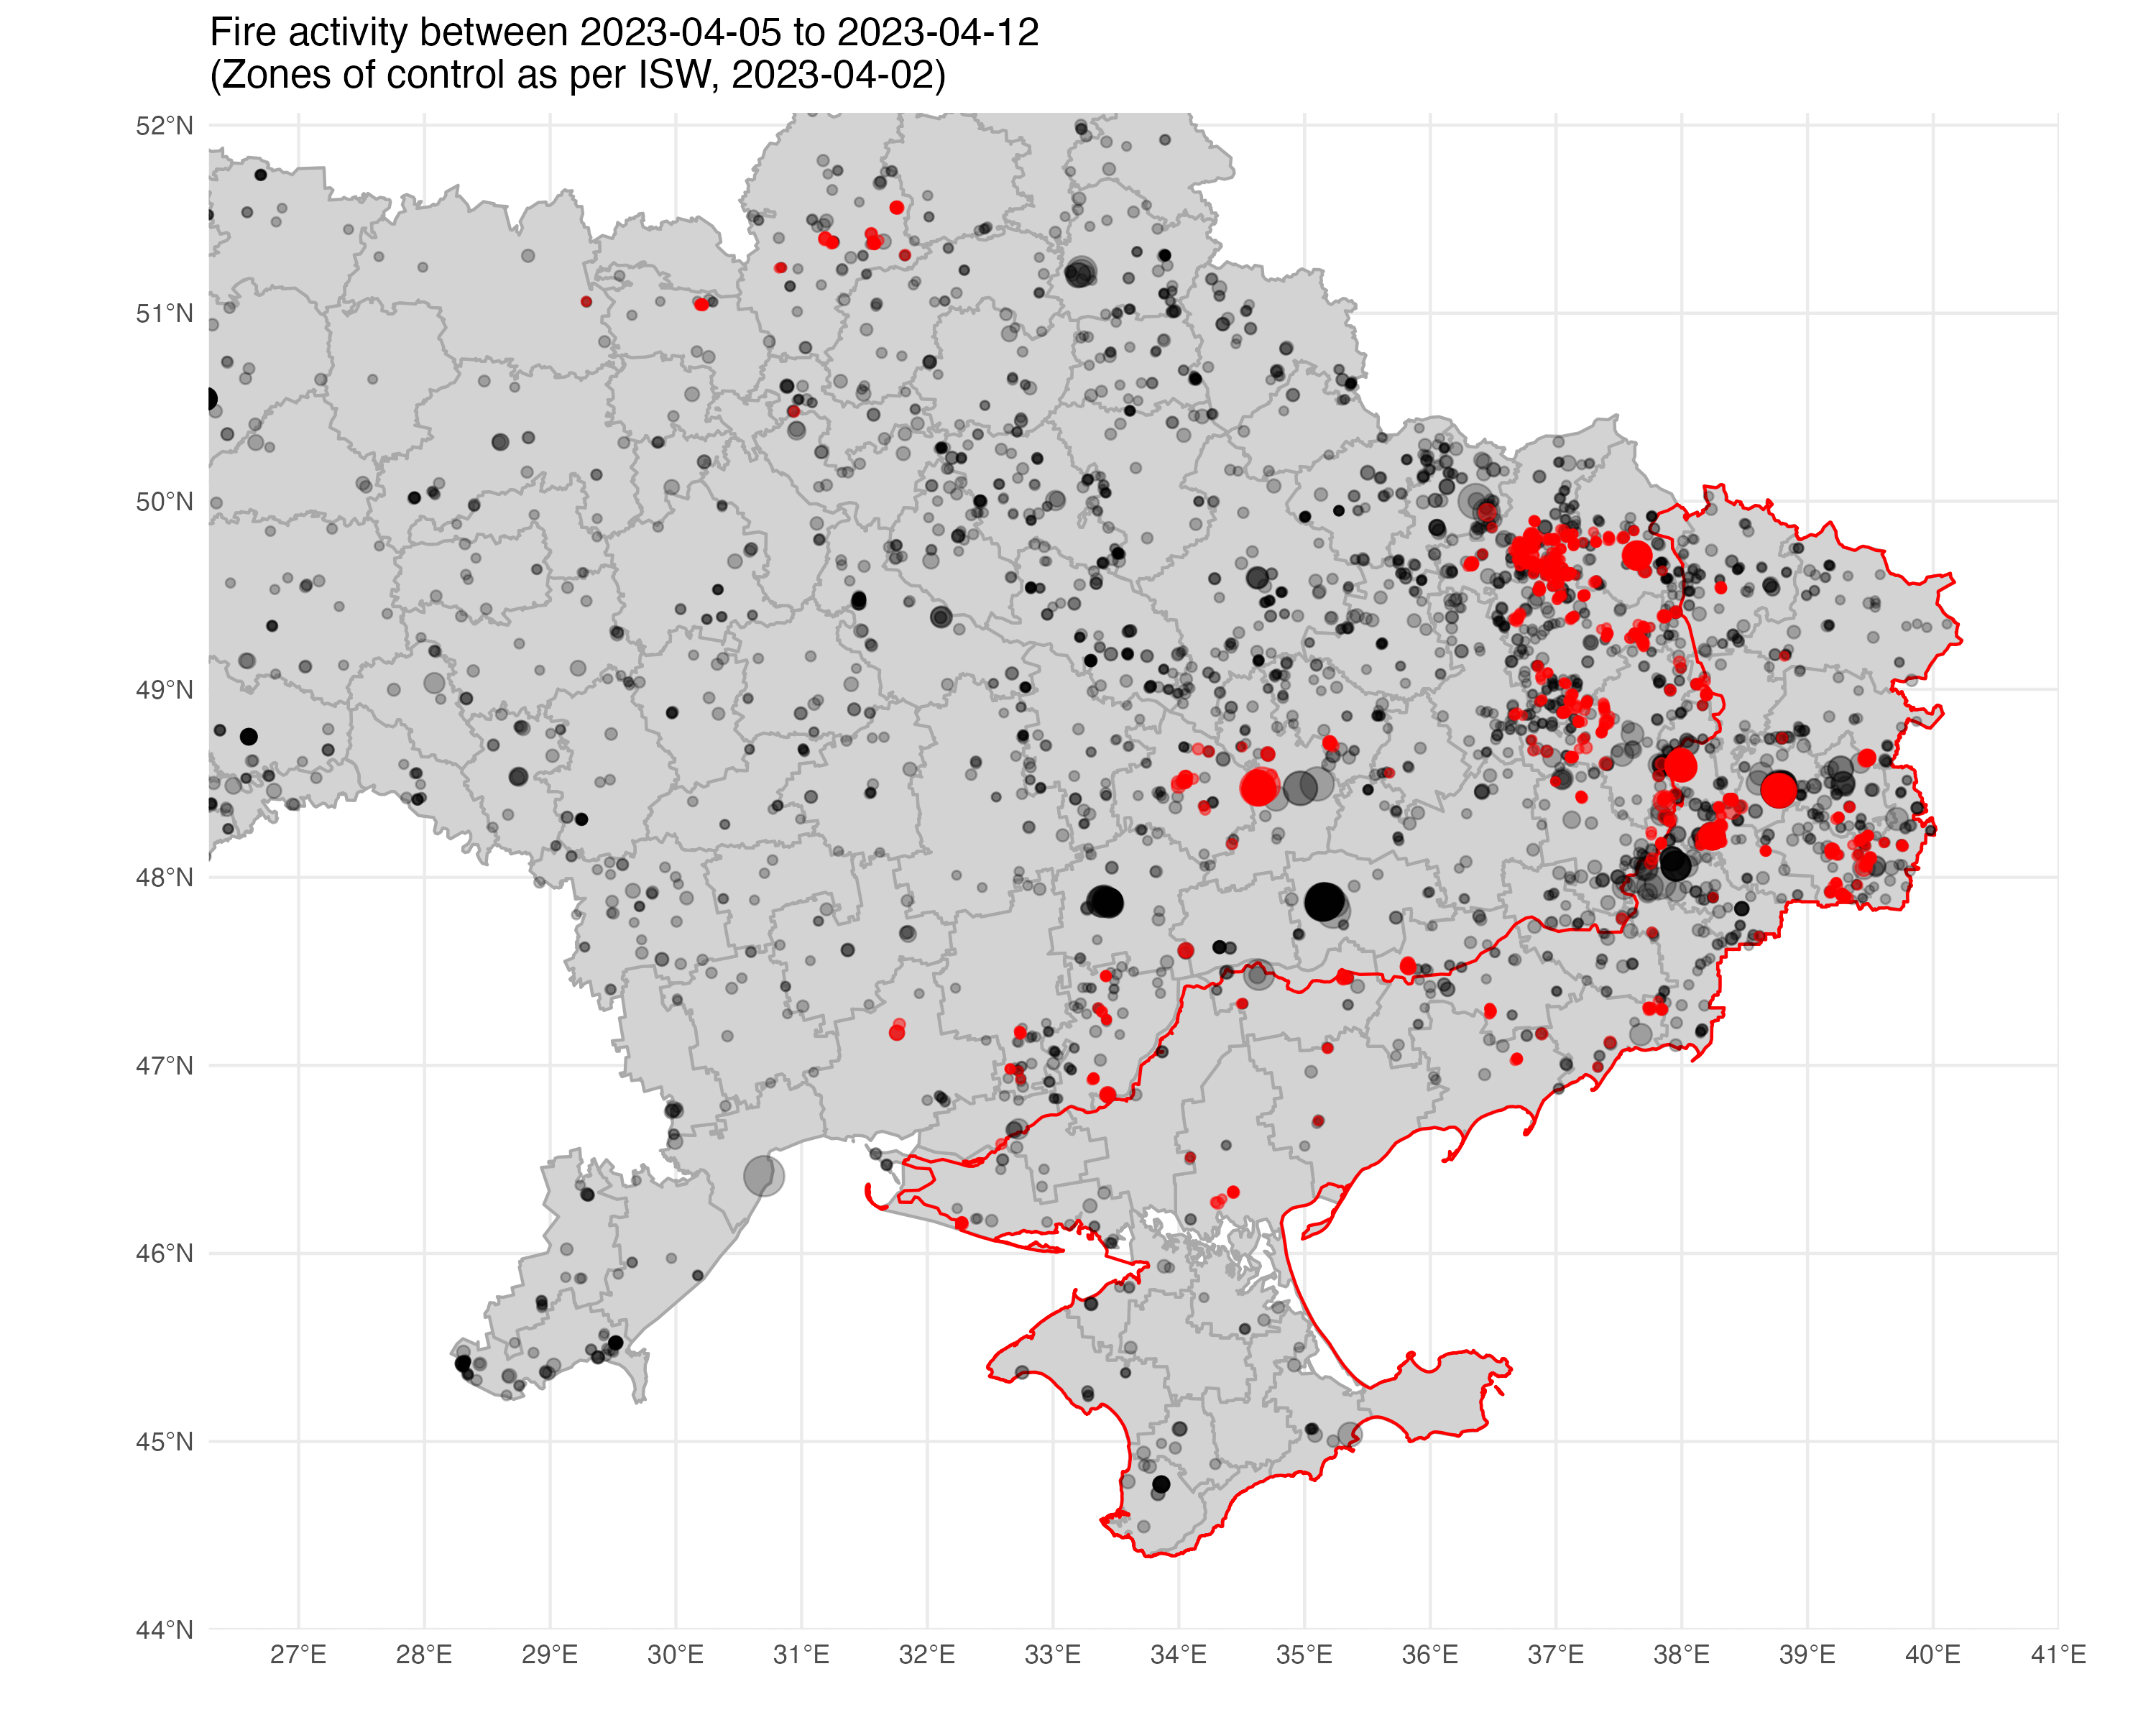 Fire activity between 2023-04-05 to 2023-04-12
(Zones of control as per ISW, 2023-04-02)
52°N
51°N
50°N
49°N
48°N
47°N
46°N
45°N
44°N
27°E 28°E 29°E 30°E 31°E 32°E 33°E 34°E 35°E 36°E 37°E 38°E 39°E 40°E 41°E